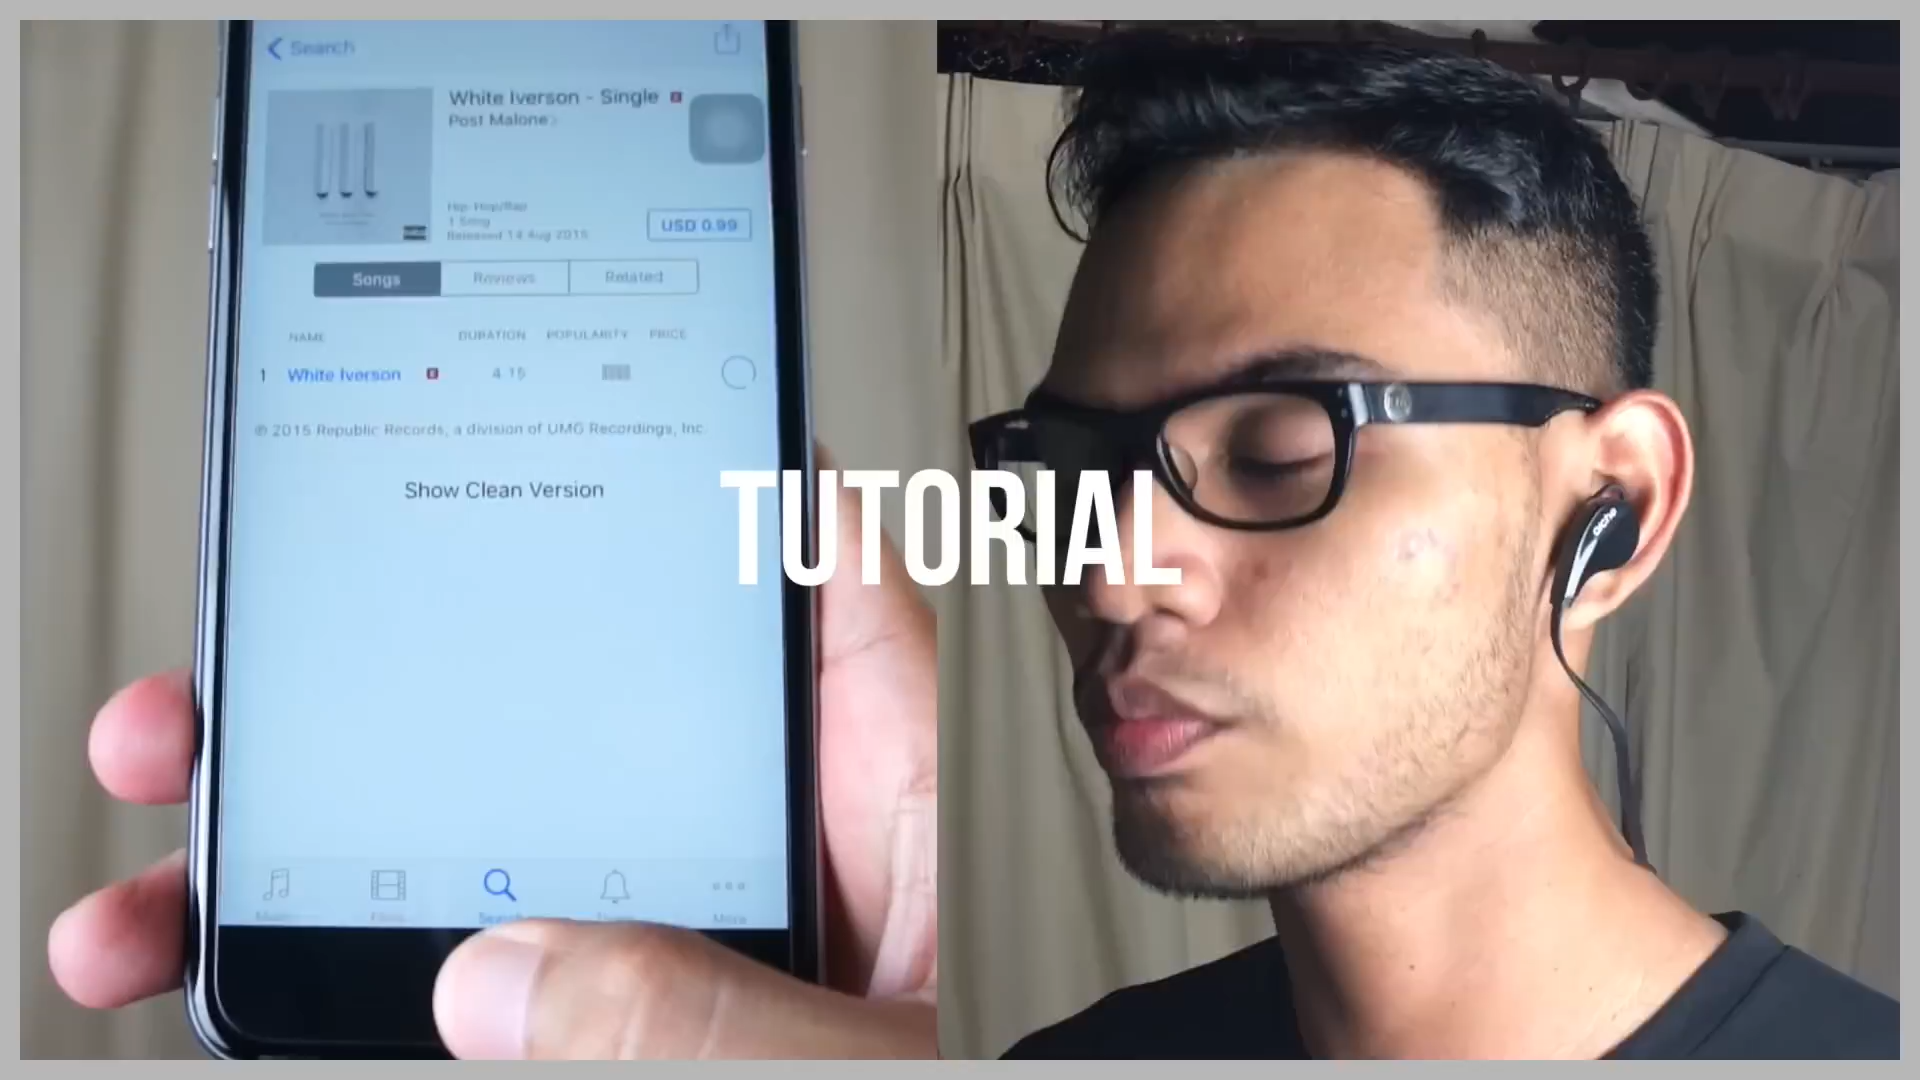 Search
White Iverson - Single E
Post Malone
Hip-Hop/Rap
1 Song
Released 14 Aug 2015
USD 0.99
Songs
Reviews
Related
NAME
DURATION
POPULARITY
PRICE
1 White Iverson E 4:15
℗ 2015 Republic Records, a division of UMG Recordings, Inc.
Show Clean Version
TUTORIAL
Search
More